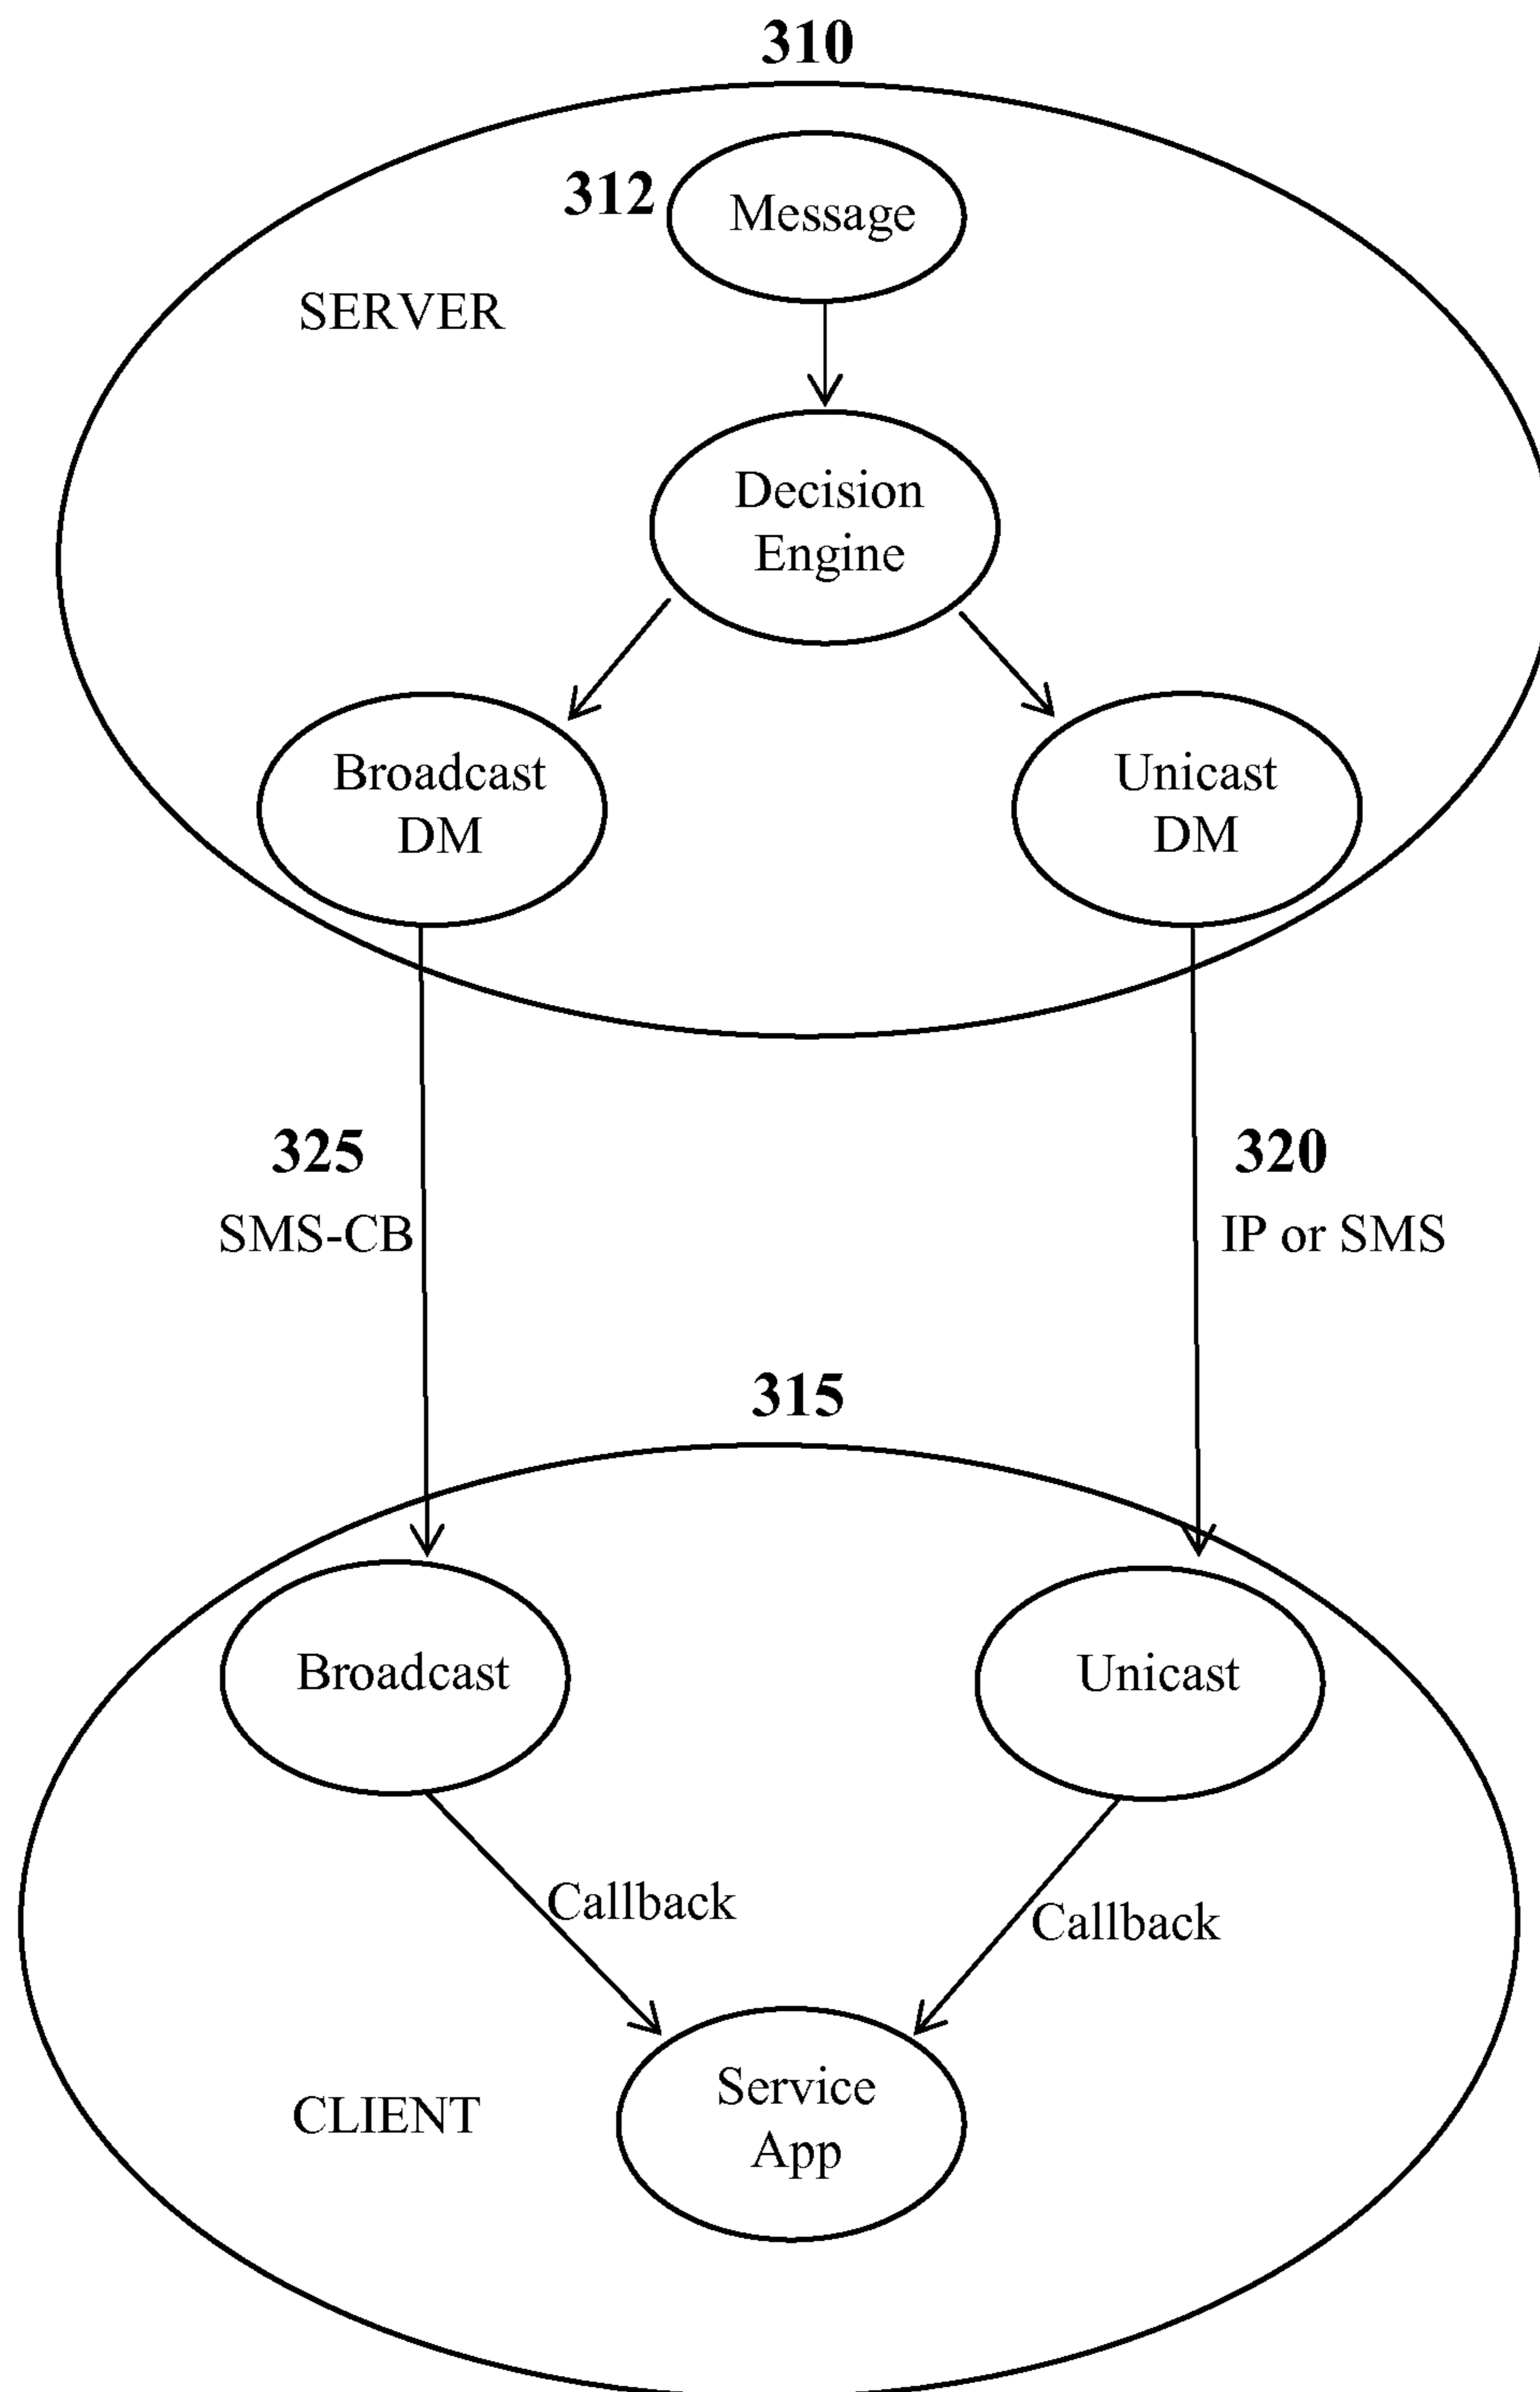 310
312
Message
SERVER
Decision
Engine
Broadcast
DM
Unicast
DM
325
SMS-CB
320
IP or SMS
315
Broadcast
Unicast
Callback
Callback
Service
App
CLIENT